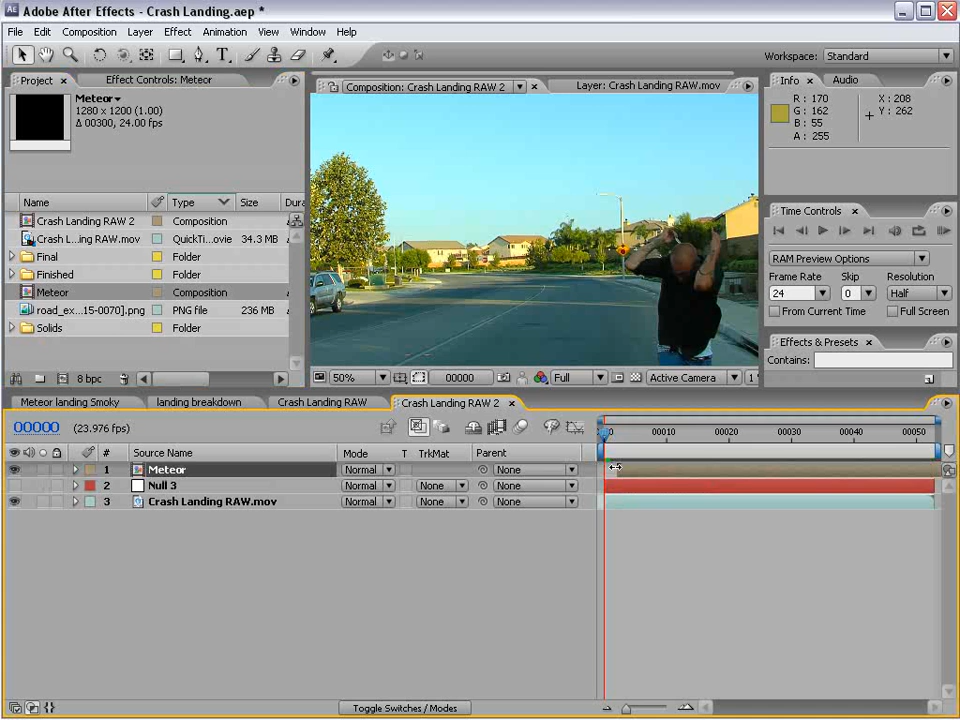 Adobe After Effects - Crash Landing.aep *
File Edit Composition Layer Effect Animation View Window Help
Workspace: Standard
Project Effect Controls: Meteor
Meteor
1280 x 1200 (1.00)
Δ 00300, 24.00 fps
Name Type Size Dura
Crash Landing RAW 2 Composition
Crash L...ing RAW.mov QuickTi...ovie 34.3 MB
Final Folder
Finished Folder
Meteor Composition
road_ex...15-0070].png PNG file 236 MB
Solids Folder
8 bpc
Composition: Crash Landing RAW 2 Layer: Crash Landing RAW.mov
50% 00000 Full Active Camera 1
Info Audio
R: 170 X: 208
G: 162 Y: 262
B: 55
A: 255
Time Controls
RAM Preview Options
Frame Rate Skip Resolution
24 0 Half
From Current Time Full Screen
Effects & Presets
Contains:
Meteor landing Smoky landing breakdown Crash Landing RAW Crash Landing RAW 2
00000 (23.976 fps)
00010 00020 00030 00040 00050
# Source Name Mode T TrkMat Parent
1 Meteor Normal None
2 Null 3 Normal None None
3 Crash Landing RAW.mov Normal None None
Toggle Switches / Modes